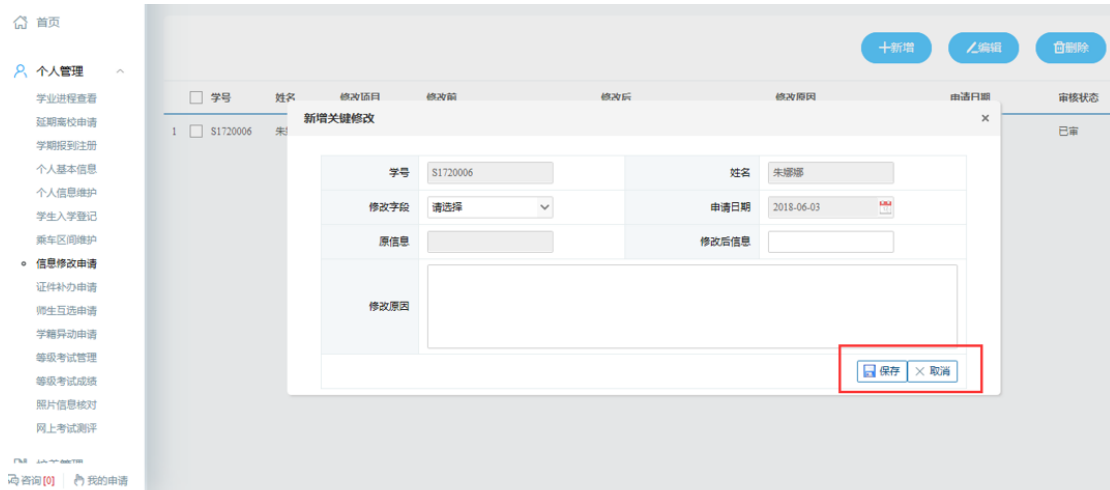 首页
个人管理
学业进程查看
延期离校申请
学期报到注册
个人基本信息
个人信息维护
学生入学登记
乘车区间维护
信息修改申请
证件补办申请
师生互选申请
学籍异动申请
等级考试管理
等级考试成绩
照片信息核对
网上考试测评
咨询[0] 我的申请
新增 编辑 删除
学号 姓名 修改项目 修改前 修改后 修改原因 申请日期 审核状态
1 S1720006 已审
新增关键修改 ×
学号 S1720006 姓名 朱娜娜
修改字段 请选择 申请日期 2018-06-03
原信息 修改后信息
修改原因
保存 取消